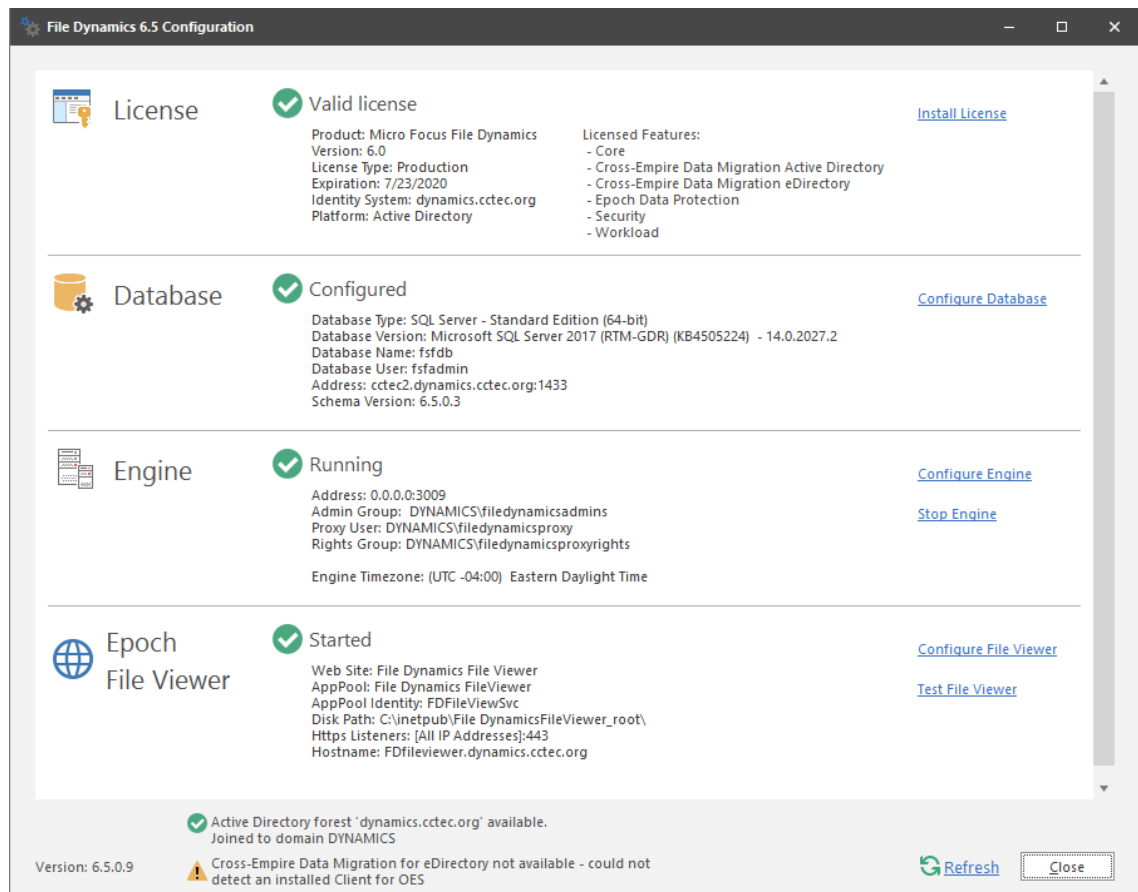 File Dynamics 6.5 Configuration
License
Valid license
Install License
Product: Micro Focus File Dynamics
Version: 6.0
License Type: Production
Expiration: 7/23/2020
Identity System: dynamics.cctec.org
Platform: Active Directory
Licensed Features:
- Core
- Cross-Empire Data Migration Active Directory
- Cross-Empire Data Migration eDirectory
- Epoch Data Protection
- Security
- Workload
Database
Configured
Configure Database
Database Type: SQL Server - Standard Edition (64-bit)
Database Version: Microsoft SQL Server 2017 (RTM-GDR) (KB4505224)  - 14.0.2027.2
Database Name: fsfdb
Database User: fsfadmin
Address: cctec2.dynamics.cctec.org:1433
Schema Version: 6.5.0.3
Engine
Running
Configure Engine
Stop Engine
Address: 0.0.0.0:3009
Admin Group:  DYNAMICS\filedynamicsadmins
Proxy User: DYNAMICS\filedynamicsproxy
Rights Group: DYNAMICS\filedynamicsproxyrights
Engine Timezone: (UTC -04:00)  Eastern Daylight Time
Epoch
File Viewer
Started
Configure File Viewer
Test File Viewer
Web Site: File Dynamics File Viewer
AppPool: File Dynamics FileViewer
AppPool Identity: FDFileViewSvc
Disk Path: C:\inetpub\File DynamicsFileViewer_root\
Https Listeners: [All IP Addresses]:443
Hostname: FDfileviewer.dynamics.cctec.org
Active Directory forest 'dynamics.cctec.org' available.
Joined to domain DYNAMICS
Version: 6.5.0.9
Cross-Empire Data Migration for eDirectory not available - could not
detect an installed Client for OES
Refresh
Close